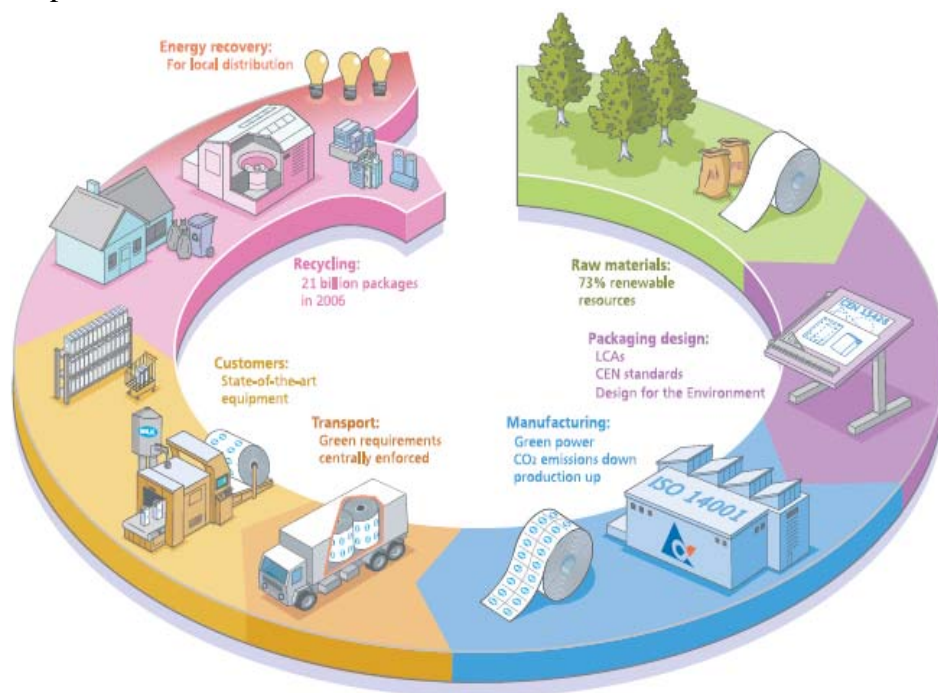 Energy recovery:
For local distribution
Recycling:
21 billion packages
in 2006
Raw materials:
73% renewable
resources
Packaging design:
LCAs
CEN standards
Design for the Environment
Customers:
State-of-the-art
equipment
Transport:
Green requirements
centrally enforced
Manufacturing:
Green power
CO₂ emissions down
production up
ISO 14001
MILK